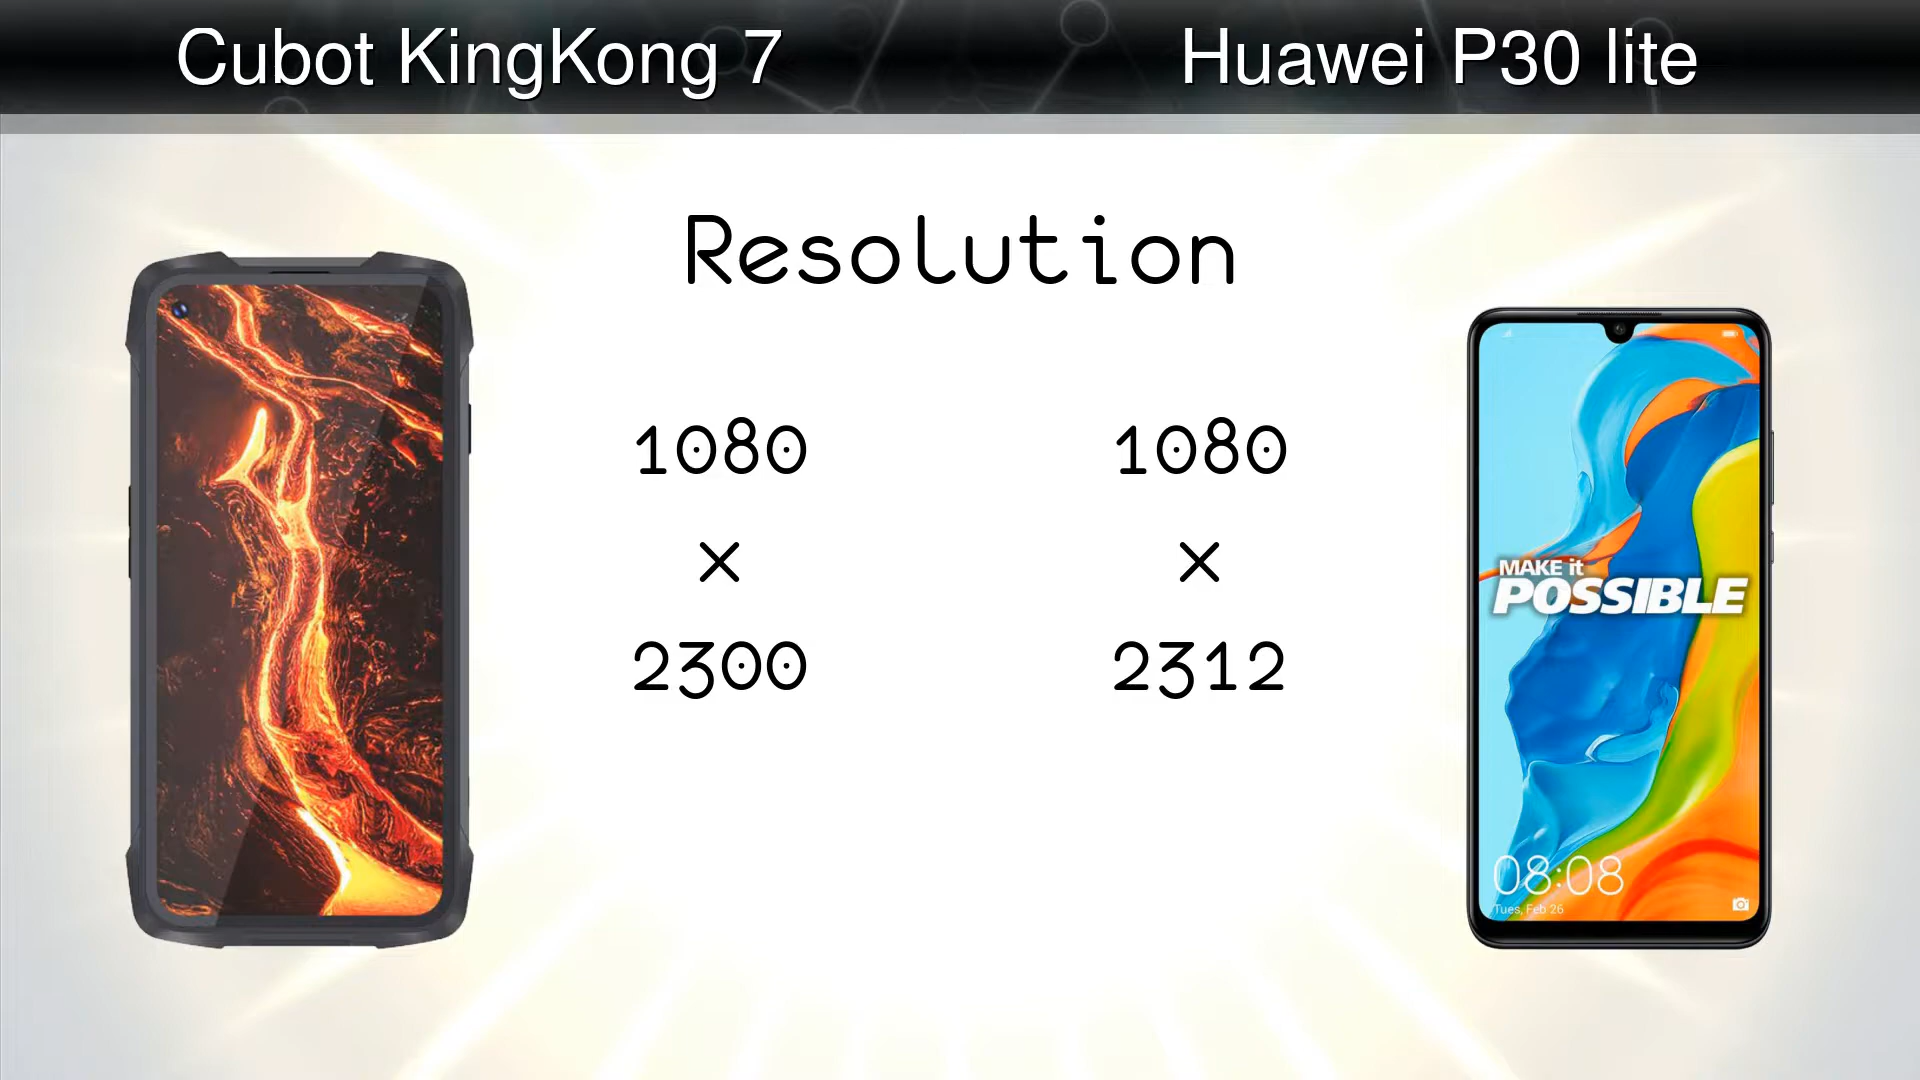 Cubot KingKong 7
Huawei P30 lite
Resolution
1080
×
2300
1080
×
2312
MAKE it
POSSIBLE
08:08
Tues, Feb 26